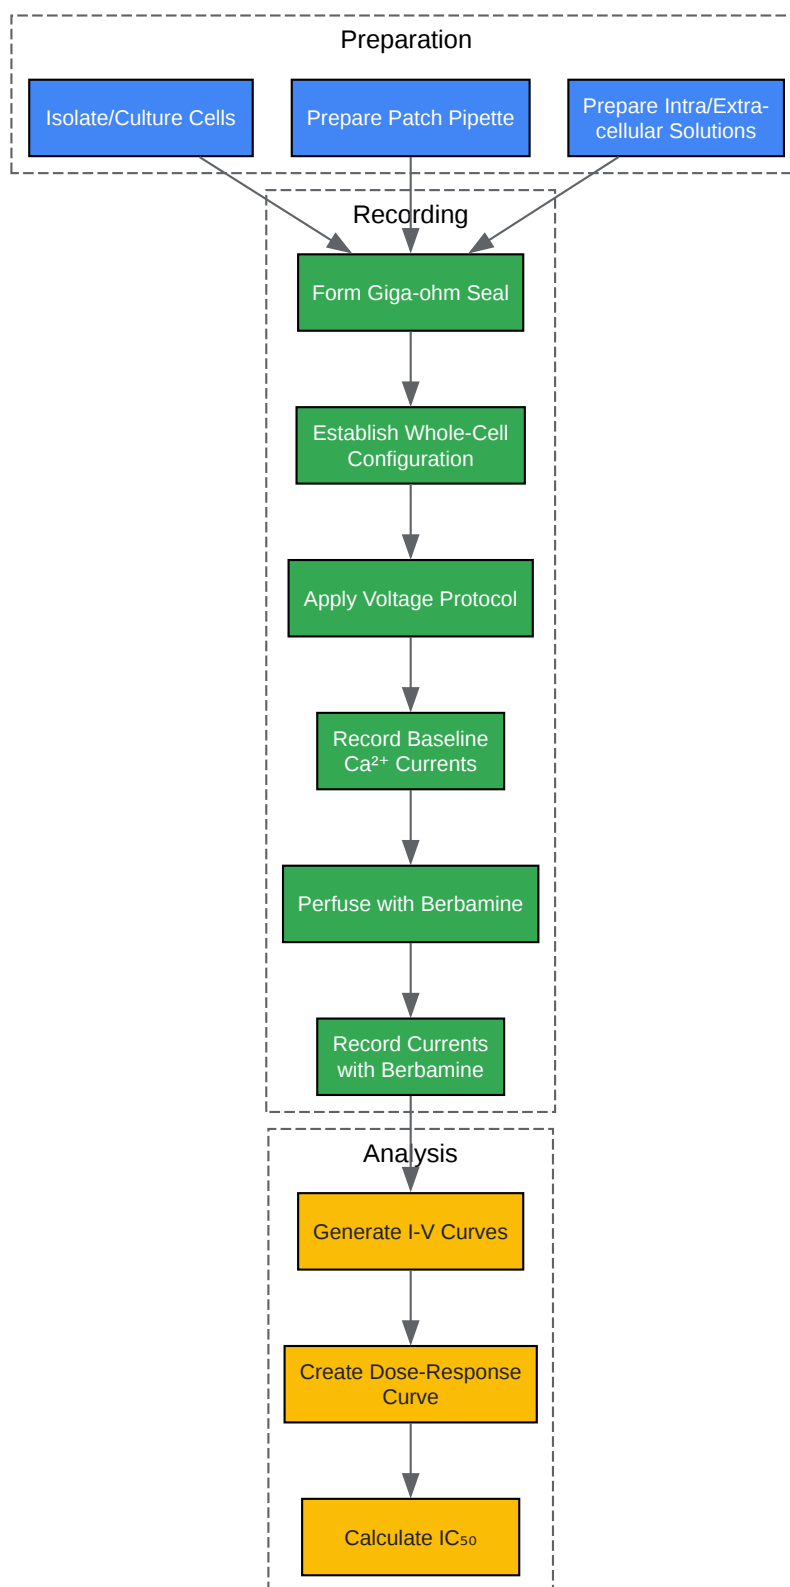 Preparation
Isolate/Culture Cells
Prepare Patch Pipette
Prepare Intra/Extra-
cellular Solutions
Recording
Form Giga-ohm Seal
Establish Whole-Cell
Configuration
Apply Voltage Protocol
Record Baseline
Ca²⁺ Currents
Perfuse with Berbamine
Record Currents
with Berbamine
Analysis
Generate I-V Curves
Create Dose-Response
Curve
Calculate IC₅₀